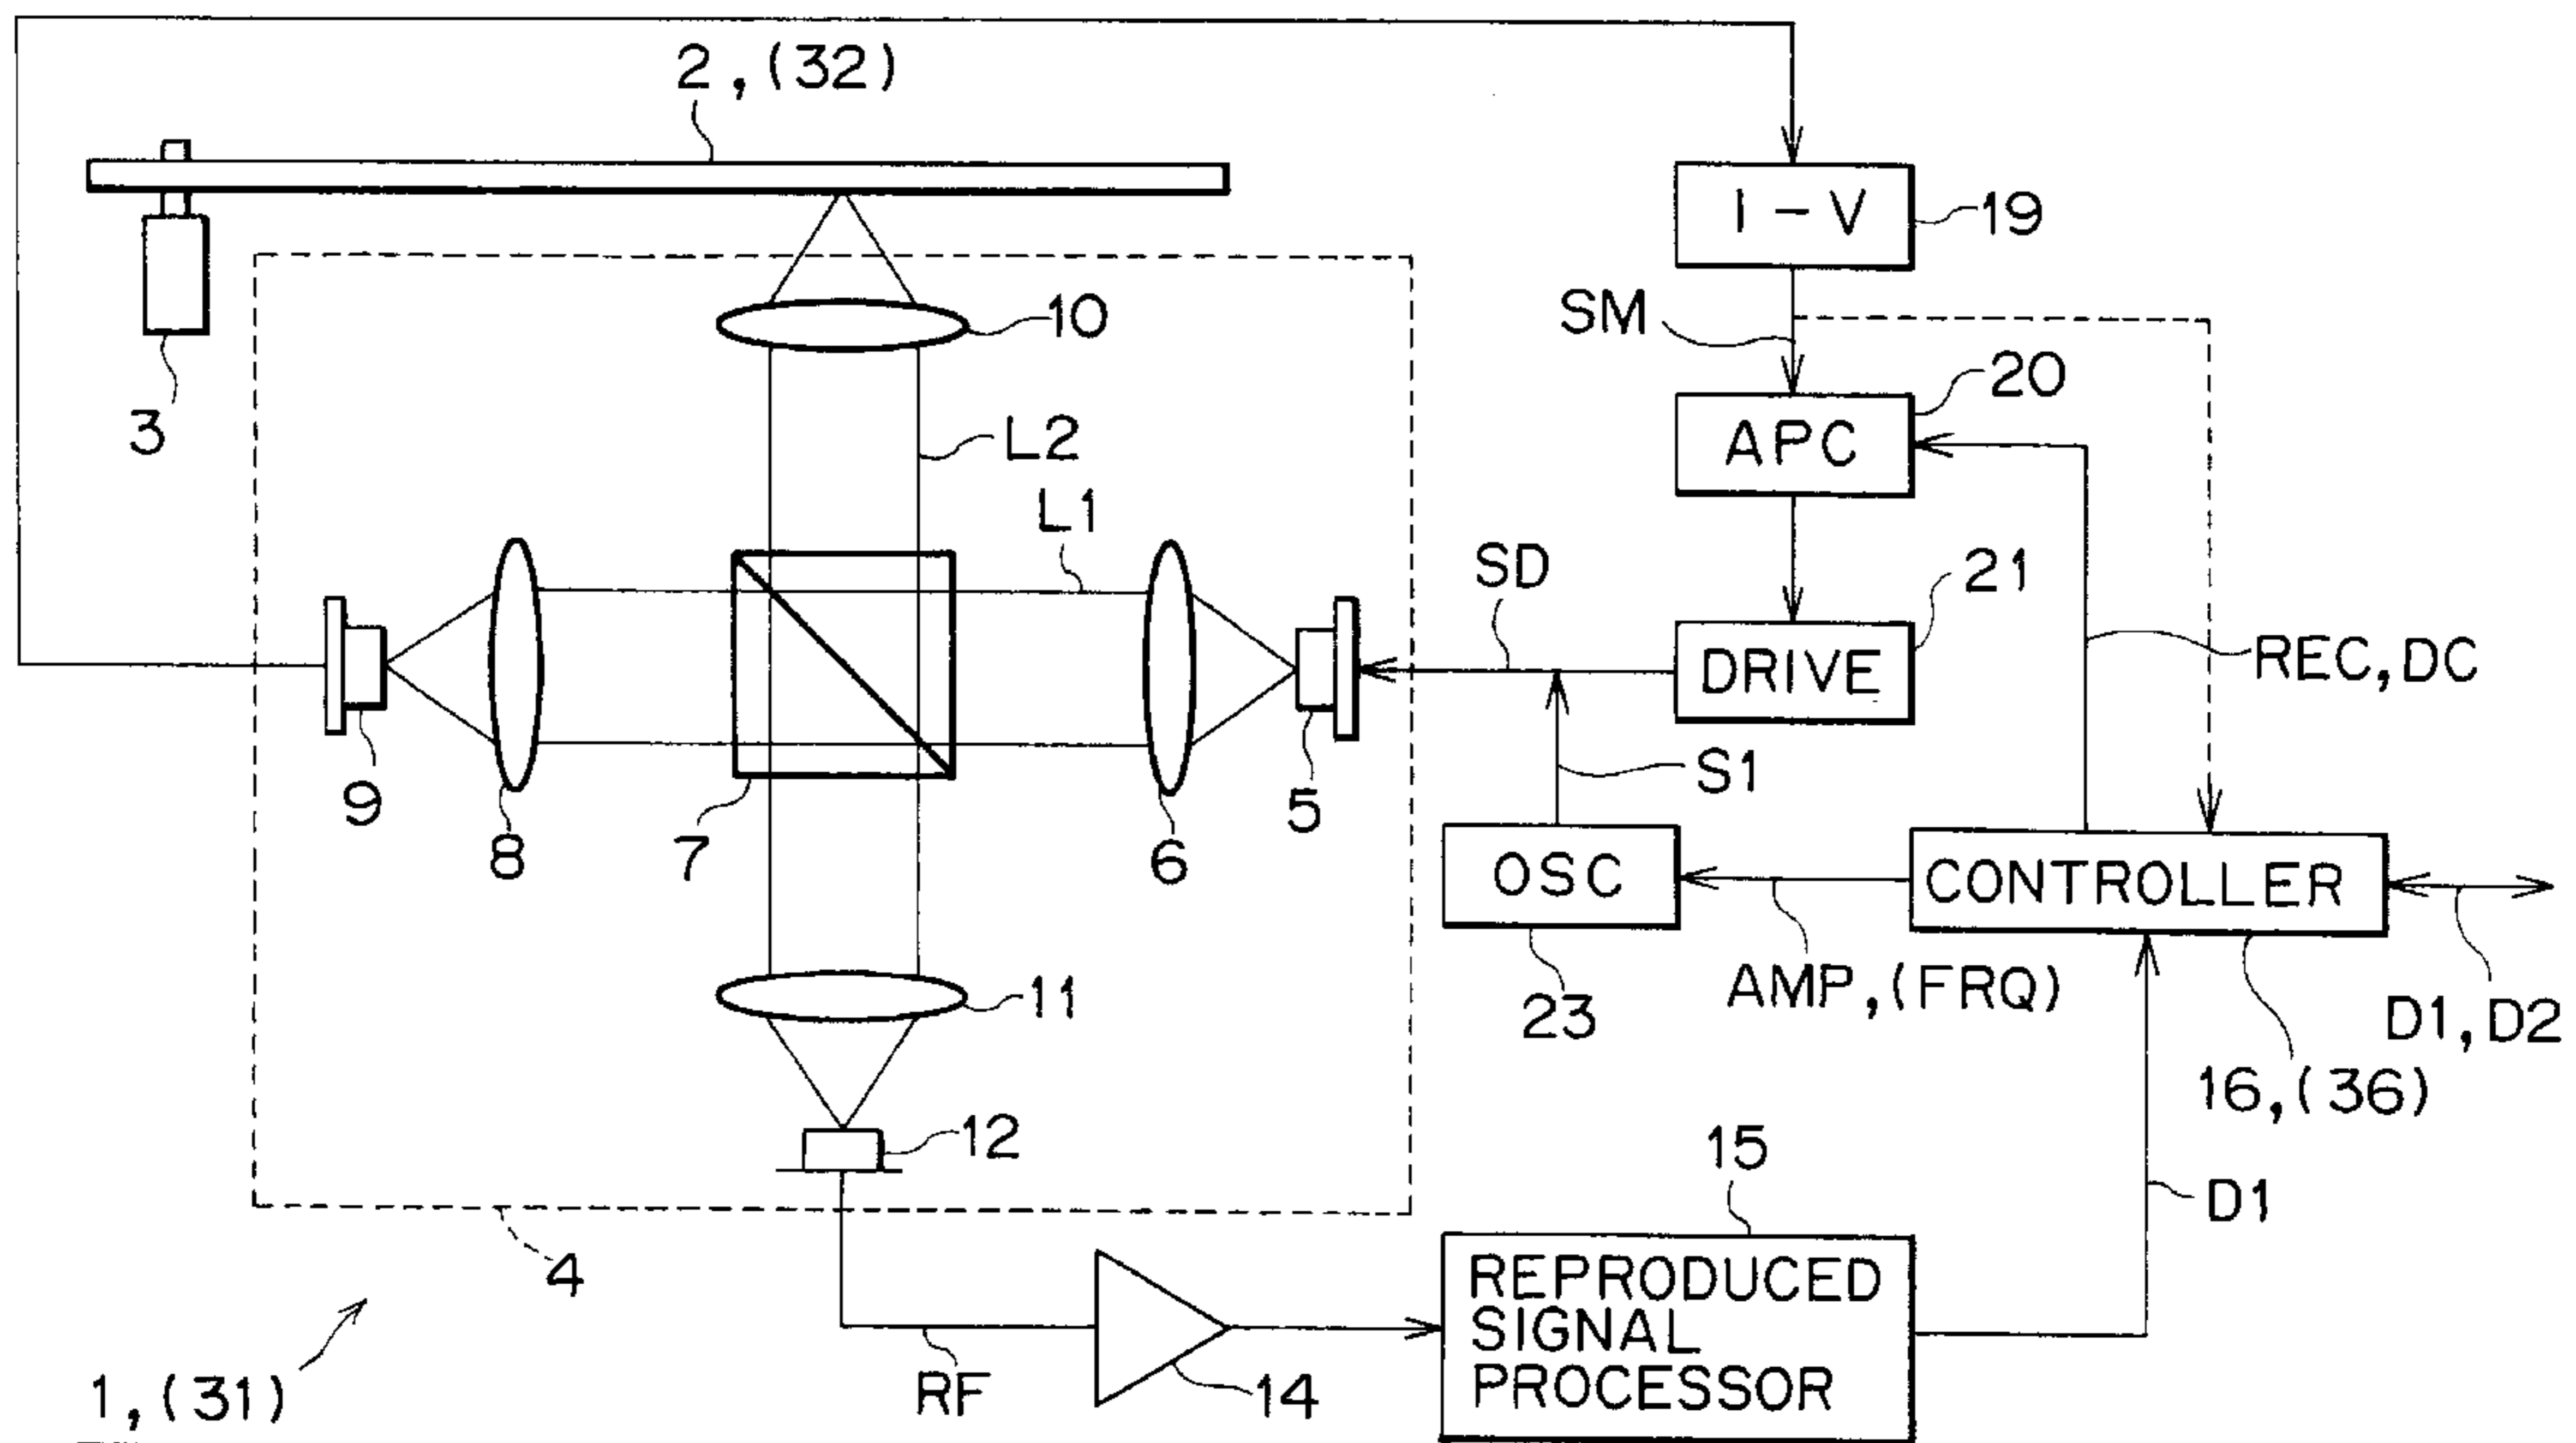 2,(32)
I-V
19
SM
10
20
3
APC
L2
L1
SD
21
DRIVE
REC,DC
S1
9
5
8
7
6
OSC
CONTROLLER
AMP,(FRQ)
11
23
D1,D2
16,(36)
12
15
D1
4
REPRODUCED
SIGNAL
PROCESSOR
1,(31)
RF
14